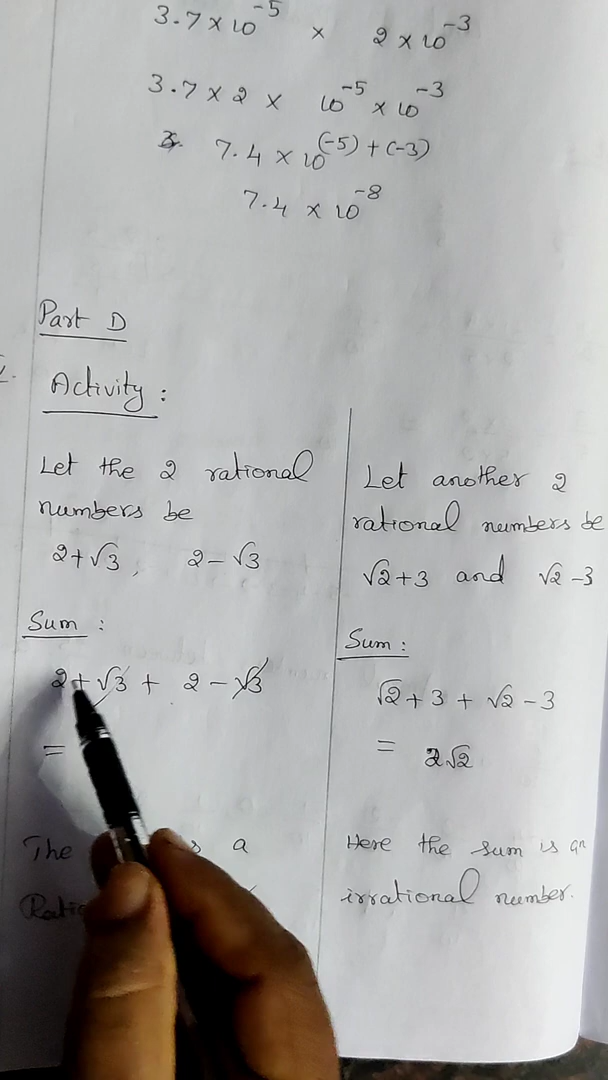 3.7 × 10^-5 × 2 × 10^-3
3.7 × 2 × 10^-5 × 10^-3
7.4 × 10^(-5) + (-3)
7.4 × 10^-8
Part D
Activity :
Let the 2 rational
numbers be
2+√3, 2-√3
Sum :
2+√3 + 2-√3
=
The a
Let another 2
rational numbers be
√2+3 and √2-3
Sum :
√2+3 + √2-3
= 2√2
Here the sum is an
irrational number.